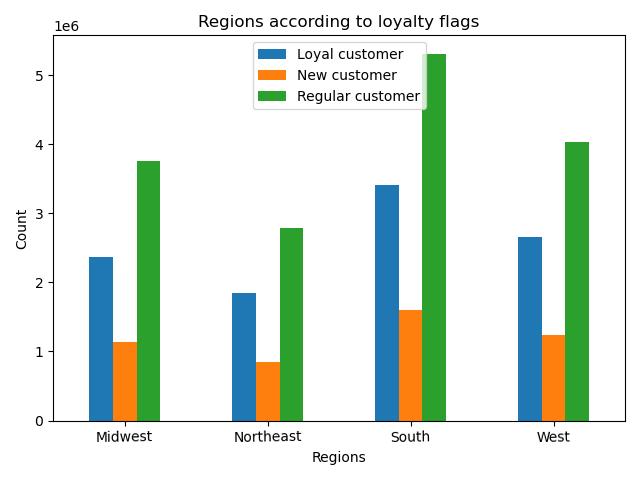 Regions according to loyalty flags
1e6
Loyal customer
New customer
Regular customer
5
4
3
2
1
0
Count
Midwest Northeast South West
Regions